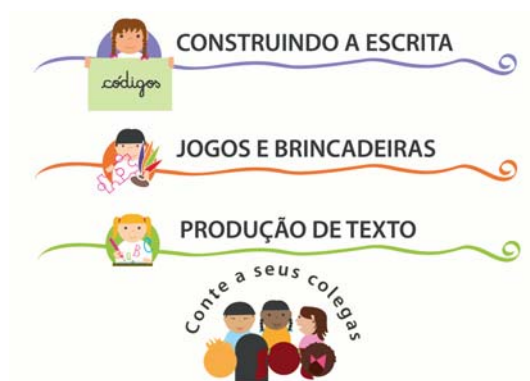 CONSTRUINDO A ESCRITA
códigos
JOGOS E BRINCADEIRAS
PRODUÇÃO DE TEXTO
Conte a seus colegas